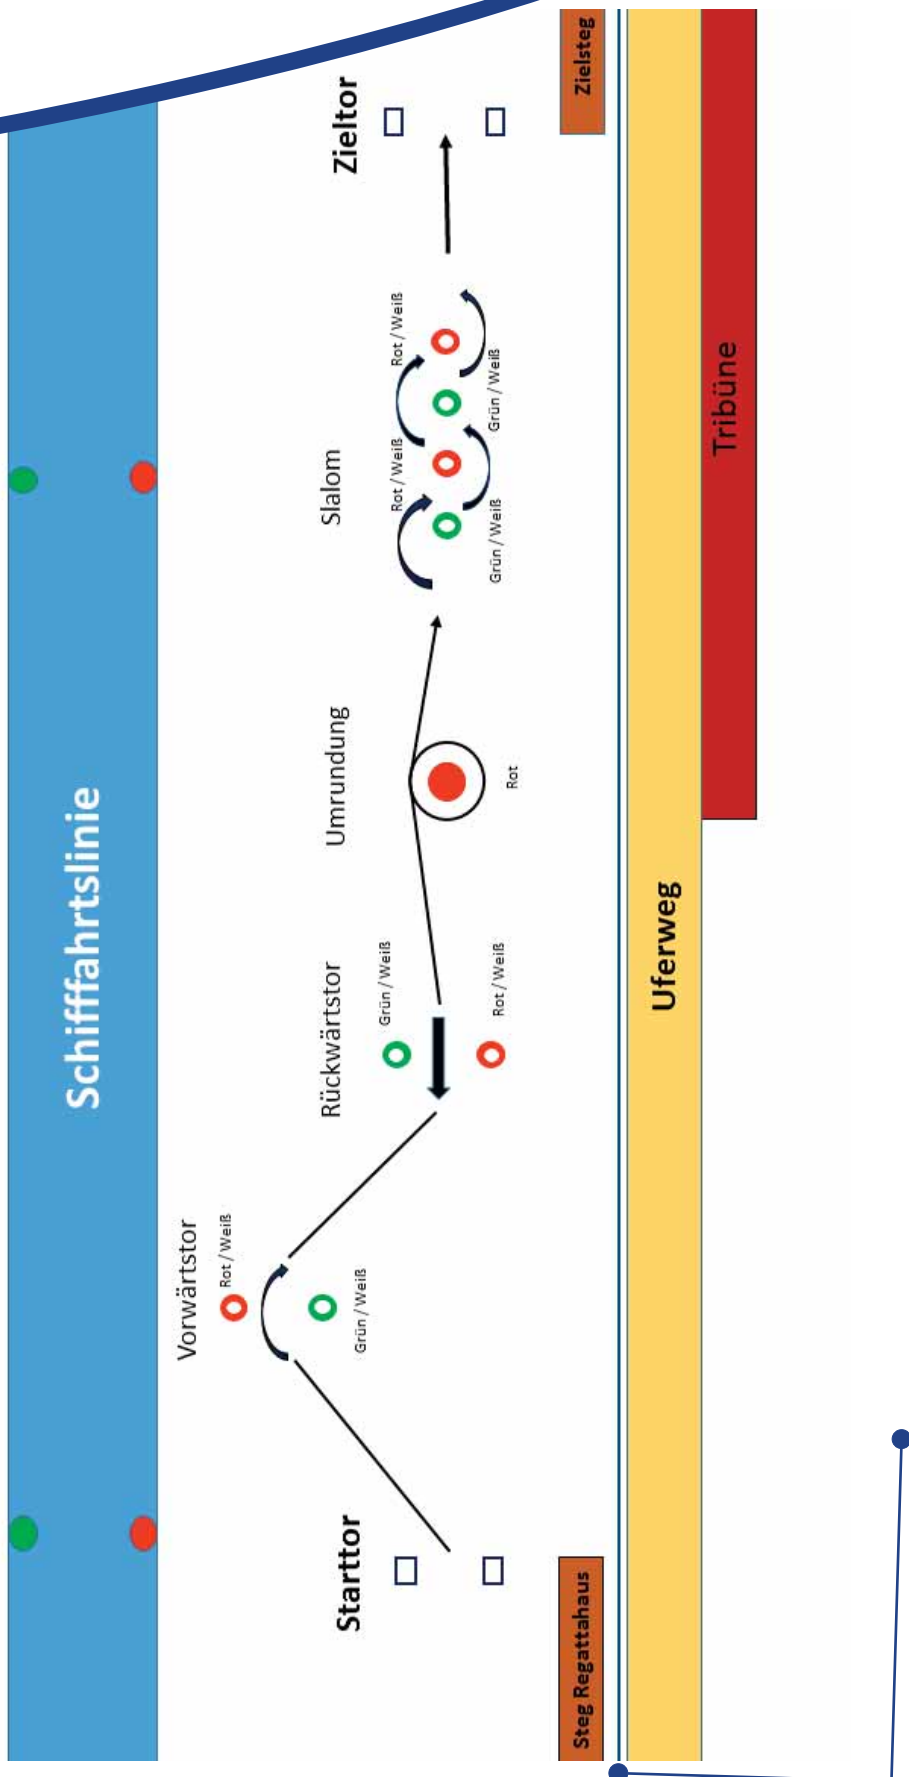 Schifffahrtslinie
Starttor
Vorwärtstor
Rot / Weiß
Grün / Weiß
Rückwärtstor
Grün / Weiß
Rot / Weiß
Umrundung
Rot
Slalom
Grün / Weiß
Rot / Weiß
Grün / Weiß
Rot / Weiß
Zieltor
Steg Regattahaus
Zielsteg
Uferweg
Tribüne